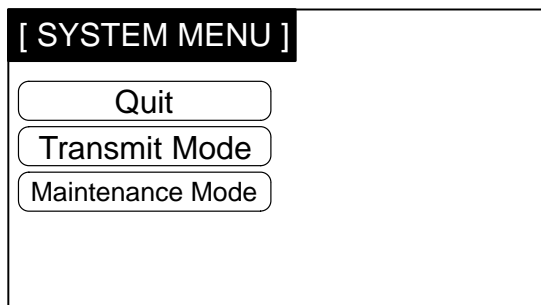 [ SYSTEM MENU ]
Quit
Transmit Mode
Maintenance Mode